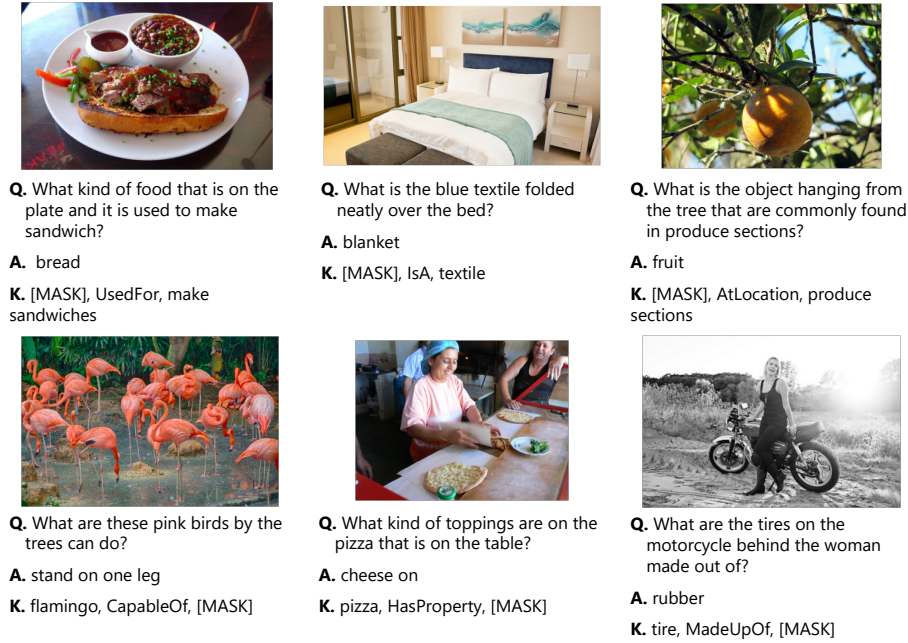 Q. What kind of food that is on the
plate and it is used to make
sandwich?
A. bread
K. [MASK], UsedFor, make
sandwiches
Q. What is the blue textile folded
neatly over the bed?
A. blanket
K. [MASK], IsA, textile
Q. What is the object hanging from
the tree that are commonly found
in produce sections?
A. fruit
K. [MASK], AtLocation, produce
sections
Q. What are these pink birds by the
trees can do?
A. stand on one leg
K. flamingo, CapableOf, [MASK]
Q. What kind of toppings are on the
pizza that is on the table?
A. cheese on
K. pizza, HasProperty, [MASK]
Q. What are the tires on the
motorcycle behind the woman
made out of?
A. rubber
K. tire, MadeUpOf, [MASK]